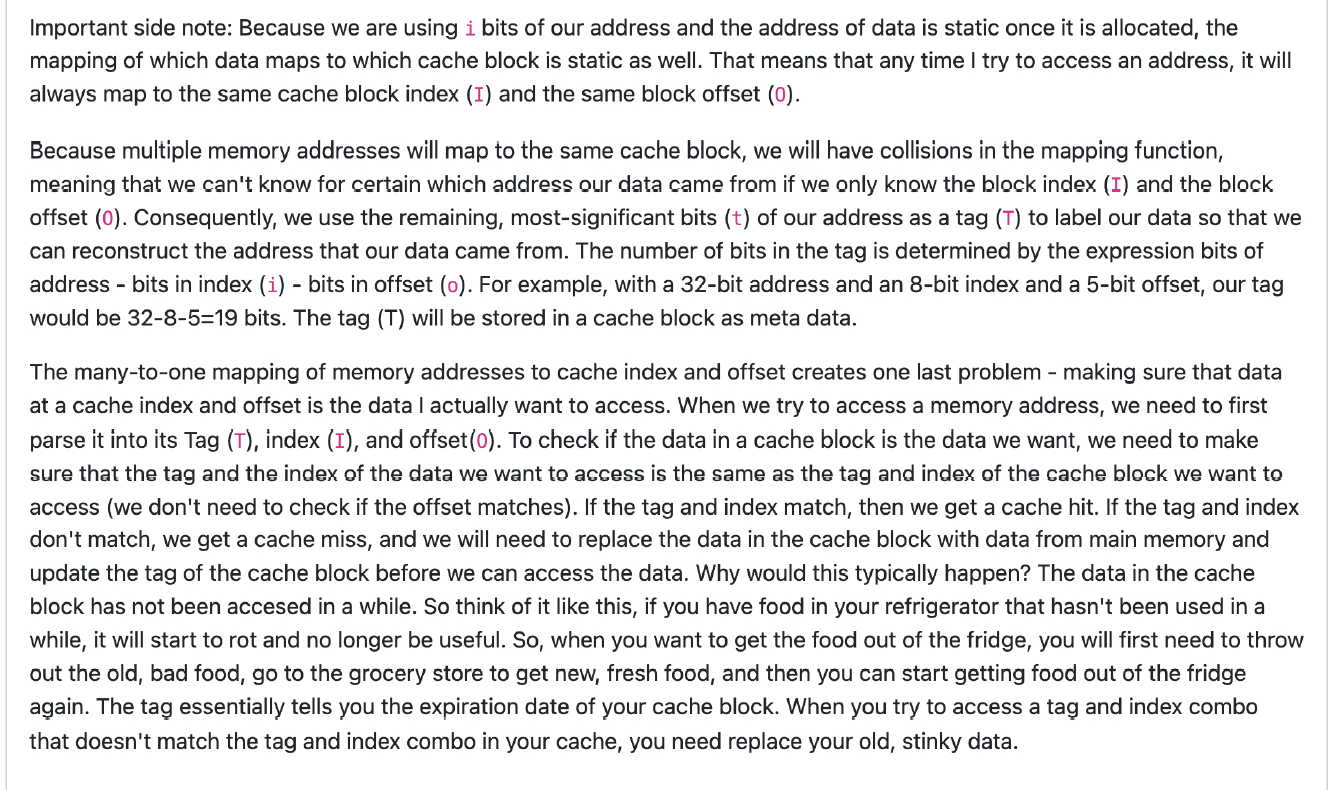 Important side note: Because we are using i bits of our address and the address of data is static once it is allocated, the
mapping of which data maps to which cache block is static as well. That means that any time I try to access an address, it will
always map to the same cache block index (I) and the same block offset (O).
Because multiple memory addresses will map to the same cache block, we will have collisions in the mapping function,
meaning that we can't know for certain which address our data came from if we only know the block index (I) and the block
offset (O). Consequently, we use the remaining, most-significant bits (t) of our address as a tag (T) to label our data so that we
can reconstruct the address that our data came from. The number of bits in the tag is determined by the expression bits of
address - bits in index (i) - bits in offset (o). For example, with a 32-bit address and an 8-bit index and a 5-bit offset, our tag
would be 32-8-5=19 bits. The tag (T) will be stored in a cache block as meta data.
The many-to-one mapping of memory addresses to cache index and offset creates one last problem - making sure that data
at a cache index and offset is the data I actually want to access. When we try to access a memory address, we need to first
parse it into its Tag (T), index (I), and offset(O). To check if the data in a cache block is the data we want, we need to make
sure that the tag and the index of the data we want to access is the same as the tag and index of the cache block we want to
access (we don't need to check if the offset matches). If the tag and index match, then we get a cache hit. If the tag and index
don't match, we get a cache miss, and we will need to replace the data in the cache block with data from main memory and
update the tag of the cache block before we can access the data. Why would this typically happen? The data in the cache
block has not been accesed in a while. So think of it like this, if you have food in your refrigerator that hasn't been used in a
while, it will start to rot and no longer be useful. So, when you want to get the food out of the fridge, you will first need to throw
out the old, bad food, go to the grocery store to get new, fresh food, and then you can start getting food out of the fridge
again. The tag essentially tells you the expiration date of your cache block. When you try to access a tag and index combo
that doesn't match the tag and index combo in your cache, you need replace your old, stinky data.